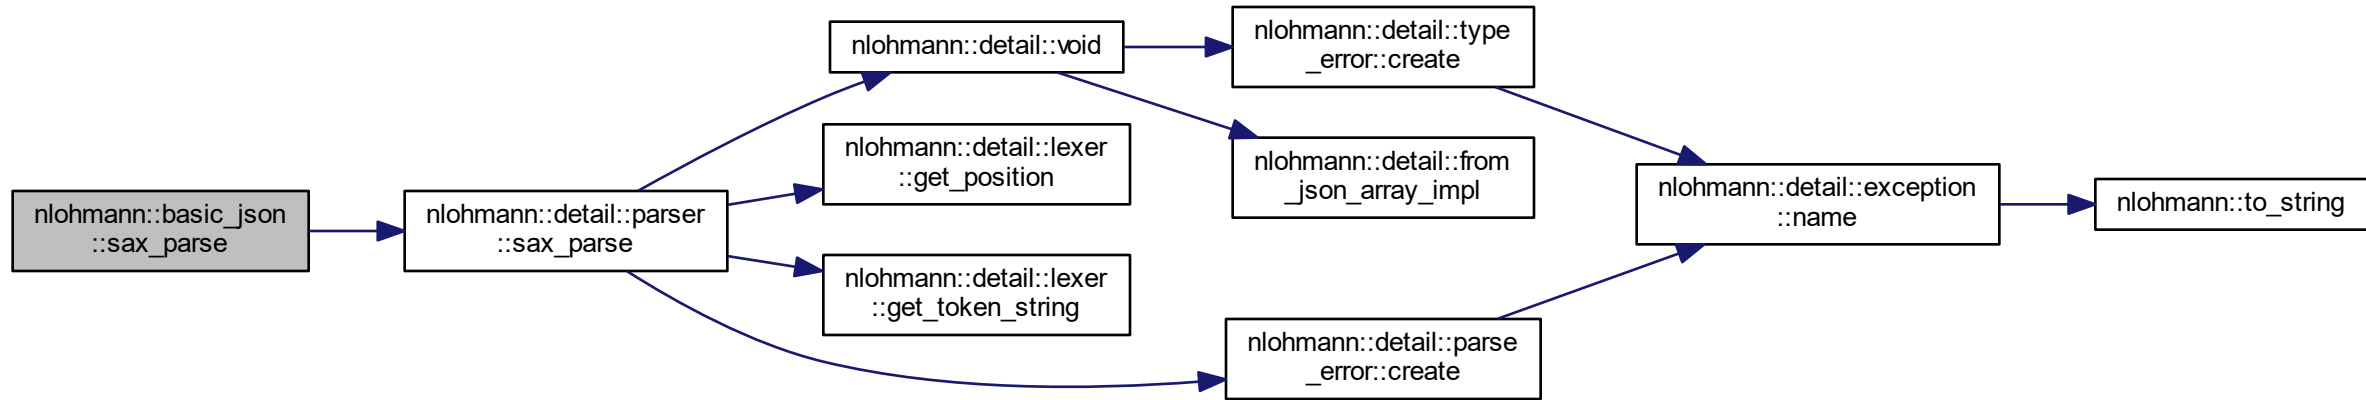 nlohmann::basic_json
::sax_parse
nlohmann::detail::parser
::sax_parse
nlohmann::detail::void
nlohmann::detail::lexer
::get_position
nlohmann::detail::lexer
::get_token_string
nlohmann::detail::type
_error::create
nlohmann::detail::from
_json_array_impl
nlohmann::detail::parse
_error::create
nlohmann::detail::exception
::name
nlohmann::to_string